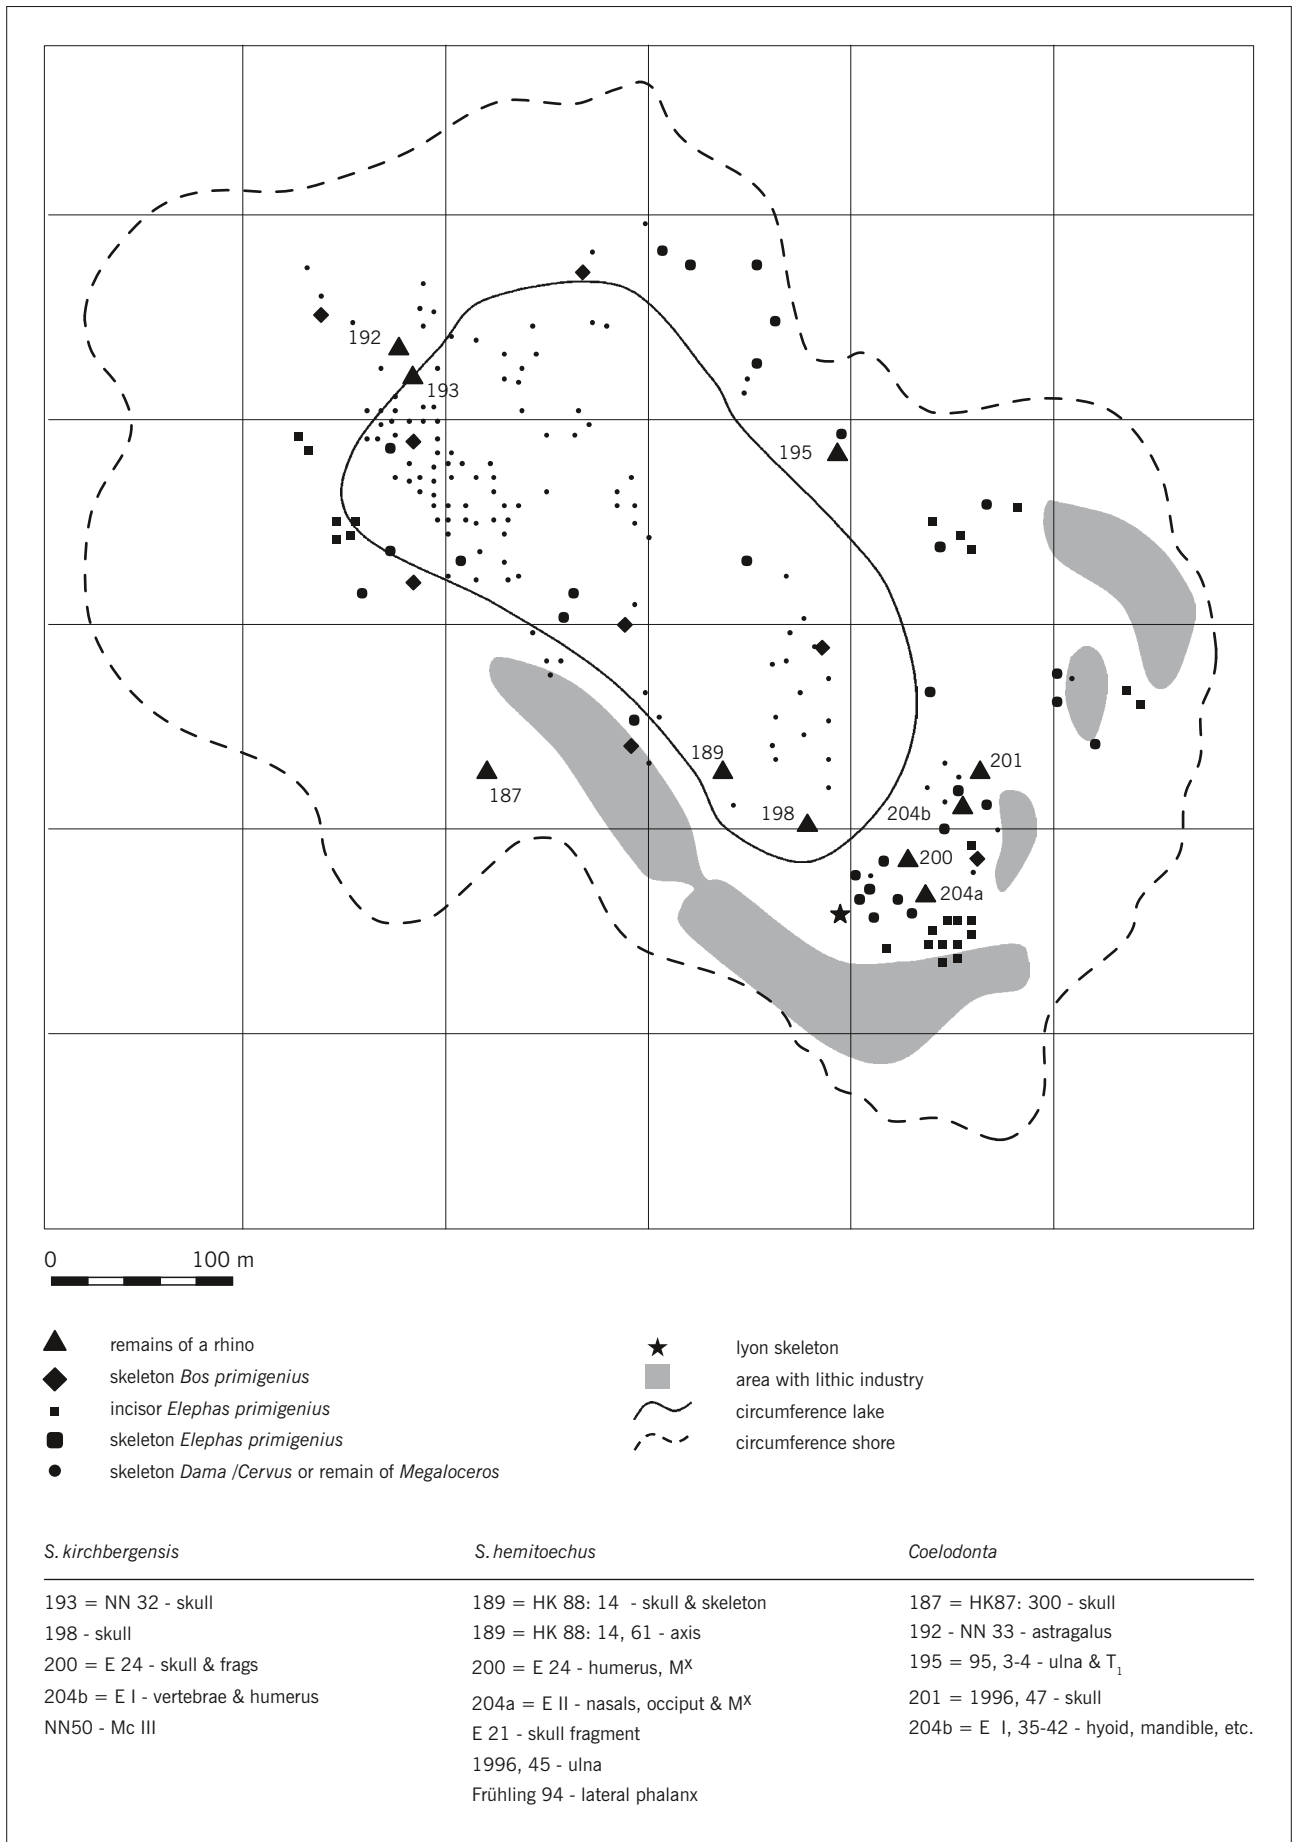 192
193
195
189
201
187
198
204b
200
204a
0 100 m
remains of a rhino
skeleton Bos primigenius
incisor Elephas primigenius
skeleton Elephas primigenius
skeleton Dama /Cervus or remain of Megaloceros
lyon skeleton
area with lithic industry
circumference lake
circumference shore
S. kirchbergensis
193 = NN 32 - skull
198 - skull
200 = E 24 - skull & frags
204b = E I - vertebrae & humerus
NN50 - Mc III
S. hemitoechus
189 = HK 88: 14 - skull & skeleton
189 = HK 88: 14, 61 - axis
200 = E 24 - humerus, Mˣ
204a = E II - nasals, occiput & Mˣ
E 21 - skull fragment
1996, 45 - ulna
Frühling 94 - lateral phalanx
Coelodonta
187 = HK87: 300 - skull
192 - NN 33 - astragalus
195 = 95, 3-4 - ulna & T₁
201 = 1996, 47 - skull
204b = E I, 35-42 - hyoid, mandible, etc.